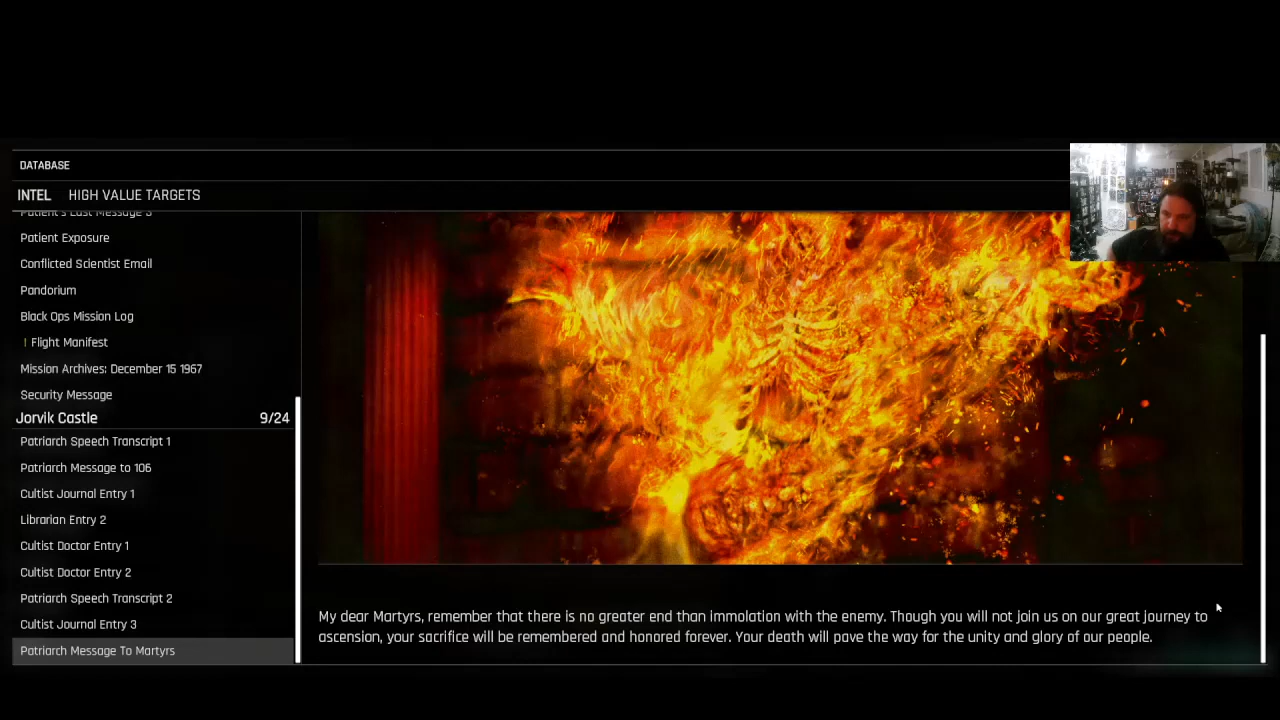 DATABASE
INTEL HIGH VALUE TARGETS
Patient's Last Message 3
Patient Exposure
Conflicted Scientist Email
Pandorium
Black Ops Mission Log
! Flight Manifest
Mission Archives: December 15 1967
Security Message
Jorvik Castle 9/24
Patriarch Speech Transcript 1
Patriarch Message to 106
Cultist Journal Entry 1
Librarian Entry 2
Cultist Doctor Entry 1
Cultist Doctor Entry 2
Patriarch Speech Transcript 2
Cultist Journal Entry 3
Patriarch Message To Martyrs
My dear Martyrs, remember that there is no greater end than immolation with the enemy. Though you will not join us on our great journey to
ascension, your sacrifice will be remembered and honored forever. Your death will pave the way for the unity and glory of our people.